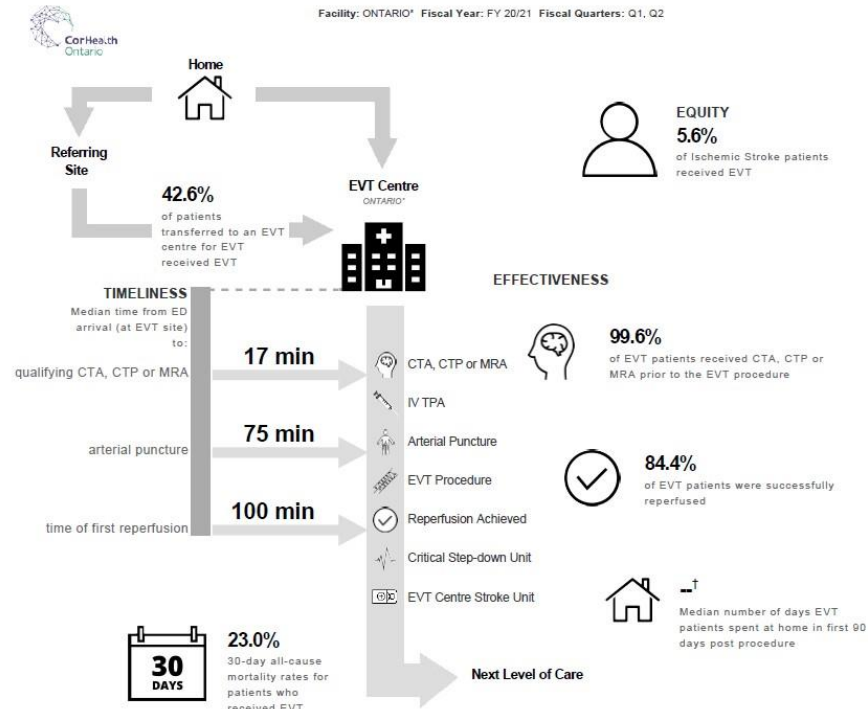 Facility: ONTARIO* Fiscal Year: FY 20/21 Fiscal Quarters: Q1, Q2
CorHealth
Ontario
Home
Referring
Site
42.6%
of patients
transferred to an EVT
centre for EVT
received EVT
EVT Centre
ONTARIO*
EQUITY
5.6%
of Ischemic Stroke patients
received EVT
TIMELINESS
Median time from ED
arrival (at EVT site)
to:
qualifying CTA, CTP or MRA
17 min
arterial puncture
75 min
time of first reperfusion
100 min
CTA, CTP or MRA
IV TPA
Arterial Puncture
EVT Procedure
Reperfusion Achieved
Critical Step-down Unit
EVT Centre Stroke Unit
Next Level of Care
EFFECTIVENESS
99.6%
of EVT patients received CTA, CTP or
MRA prior to the EVT procedure
84.4%
of EVT patients were successfully
reperfused
--†
Median number of days EVT
patients spent at home in first 90
days post procedure
30
DAYS
23.0%
30-day all-cause
mortality rates for
patients who
received EVT